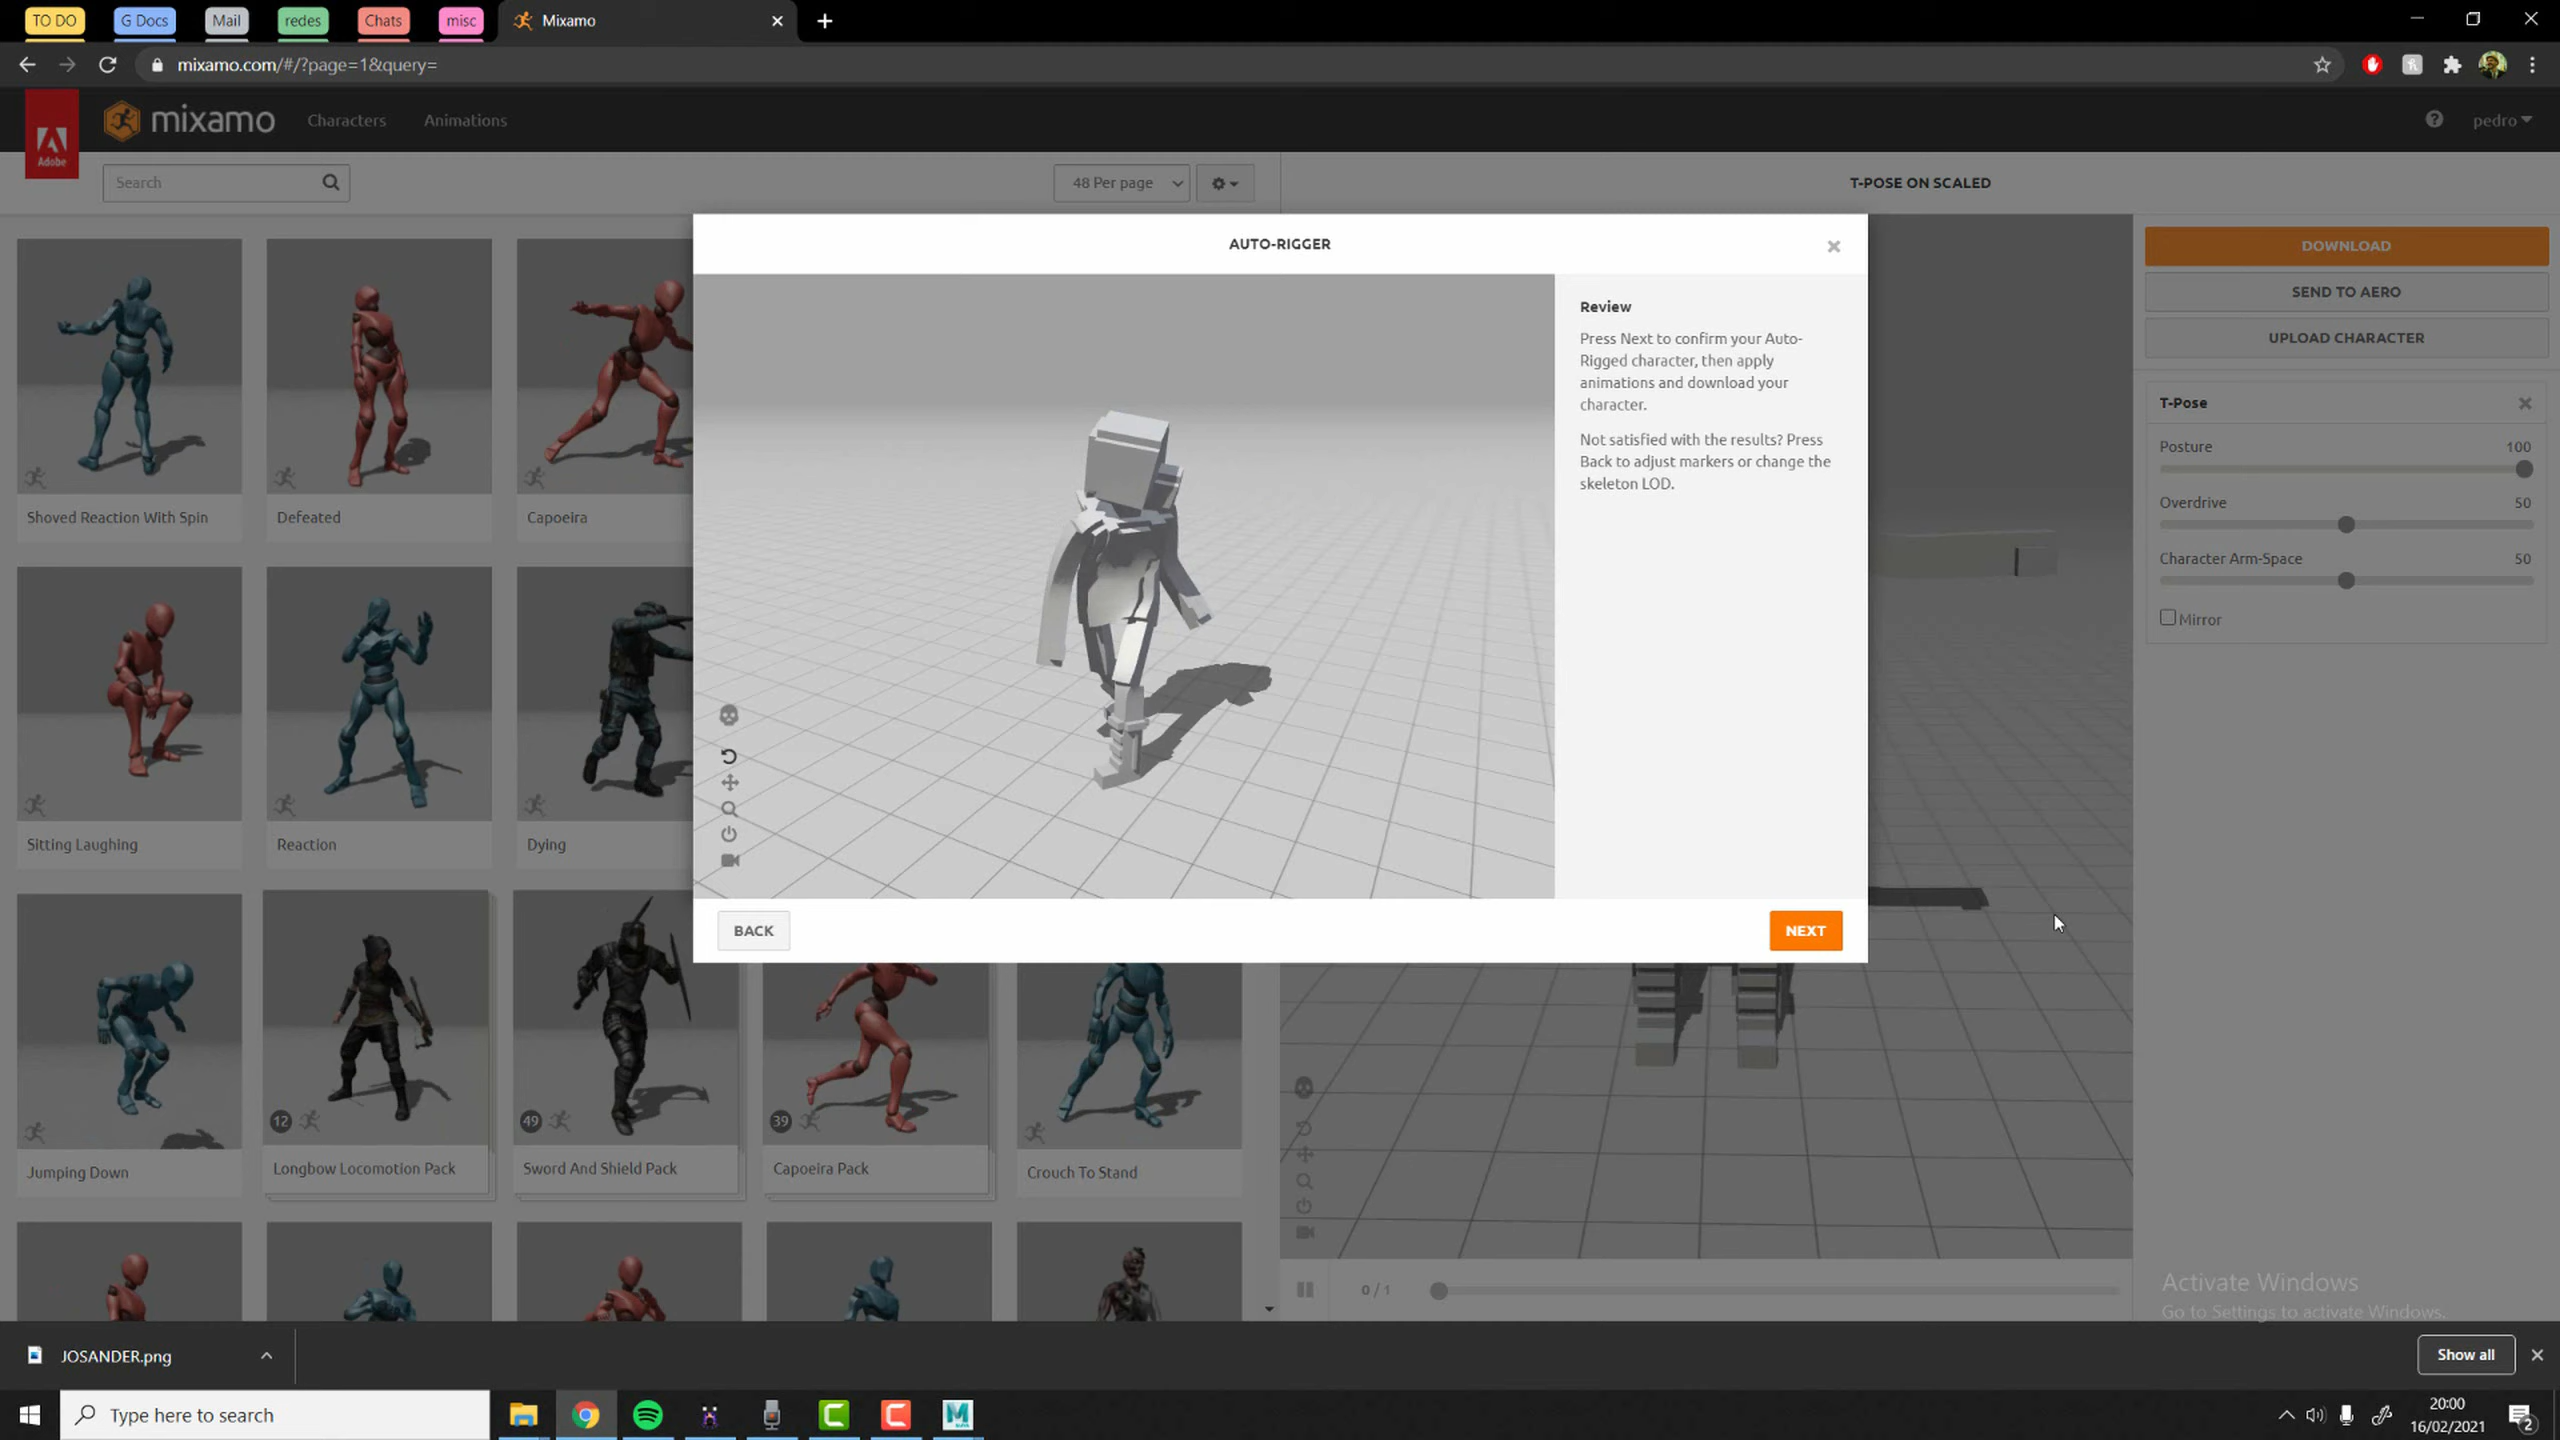 TO DO
G Docs
Mail
redes
Chats
misc
Mixamo
mixamo.com/#/?page=1&query=
Adobe
mixamo
Characters
Animations
pedro
Search
48 Per page
T-POSE ON SCALED
AUTO-RIGGER
Review
Press Next to confirm your Auto-
Rigged character, then apply
animations and download your
character.
Not satisfied with the results? Press
Back to adjust markers or change the
skeleton LOD.
BACK
NEXT
DOWNLOAD
SEND TO AERO
UPLOAD CHARACTER
T-Pose
Posture 100
Overdrive 50
Character Arm-Space 50
Mirror
Shoved Reaction With Spin
Defeated
Capoeira
Sitting Laughing
Reaction
Dying
Jumping Down
12
Longbow Locomotion Pack
49
Sword And Shield Pack
39
Capoeira Pack
Crouch To Stand
0 / 1
Activate Windows
Go to Settings to activate Windows.
JOSANDER.png
Show all
Type here to search
20:00
16/02/2021
2